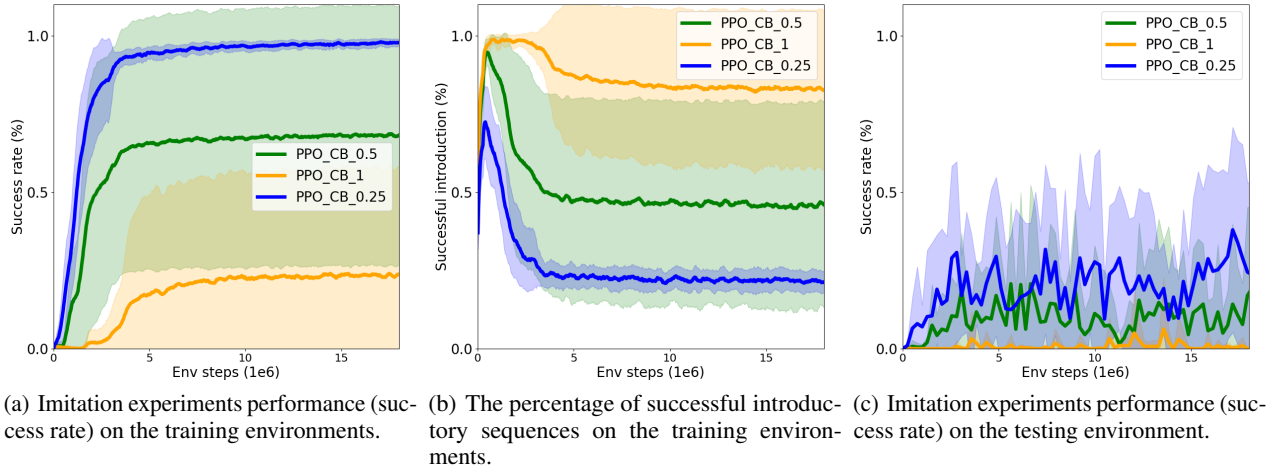 1.0
0.5
0.0
Success rate (%)
0
5
10
15
Env steps (1e6)
PPO_CB_0.5
PPO_CB_1
PPO_CB_0.25
(a) Imitation experiments performance (suc-
cess rate) on the training environments.
1.0
0.5
0.0
Successful introduction (%)
0
5
10
15
Env steps (1e6)
PPO_CB_0.5
PPO_CB_1
PPO_CB_0.25
(b) The percentage of successful introduc-
tory sequences on the training environ-
ments.
1.0
0.5
0.0
Success rate (%)
0
5
10
15
Env steps (1e6)
PPO_CB_0.5
PPO_CB_1
PPO_CB_0.25
(c) Imitation experiments performance (suc-
cess rate) on the testing environment.